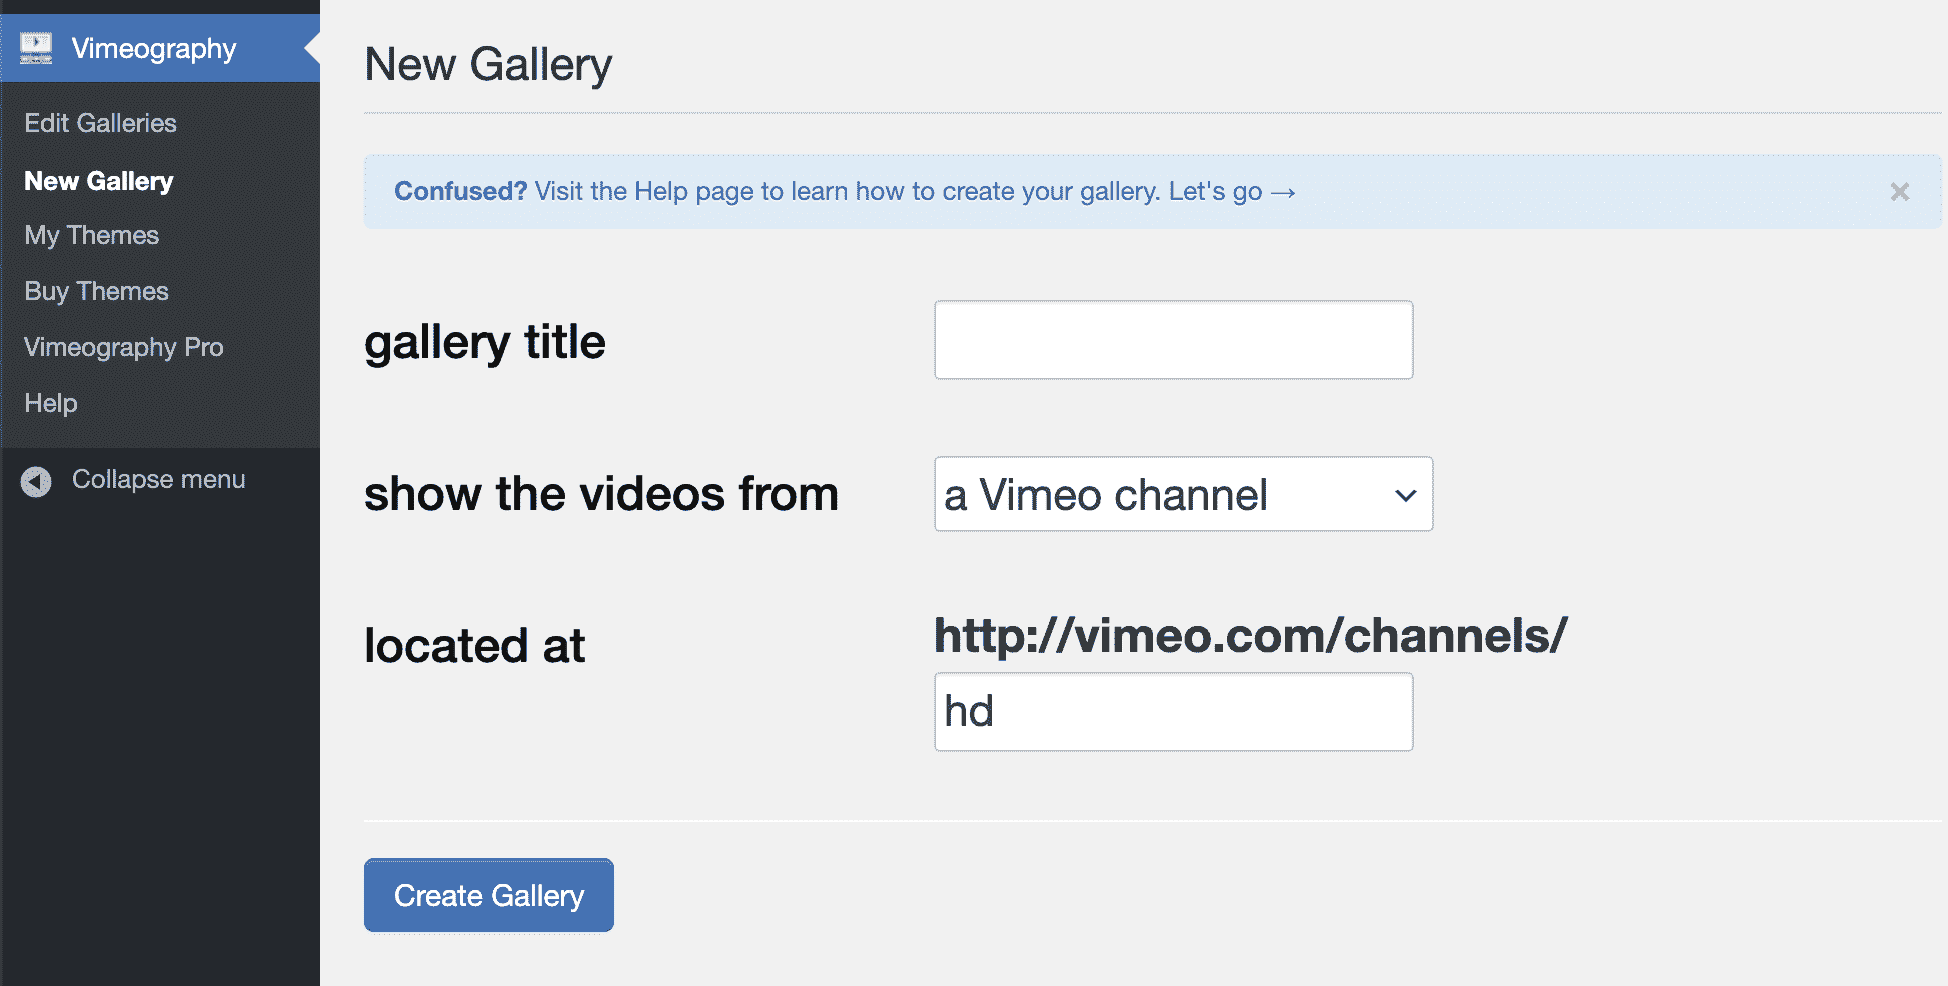 Vimeography
Edit Galleries
New Gallery
My Themes
Buy Themes
Vimeography Pro
Help
Collapse menu
New Gallery
Confused? Visit the Help page to learn how to create your gallery. Let's go →
gallery title
show the videos from
a Vimeo channel
located at
http://vimeo.com/channels/
hd
Create Gallery